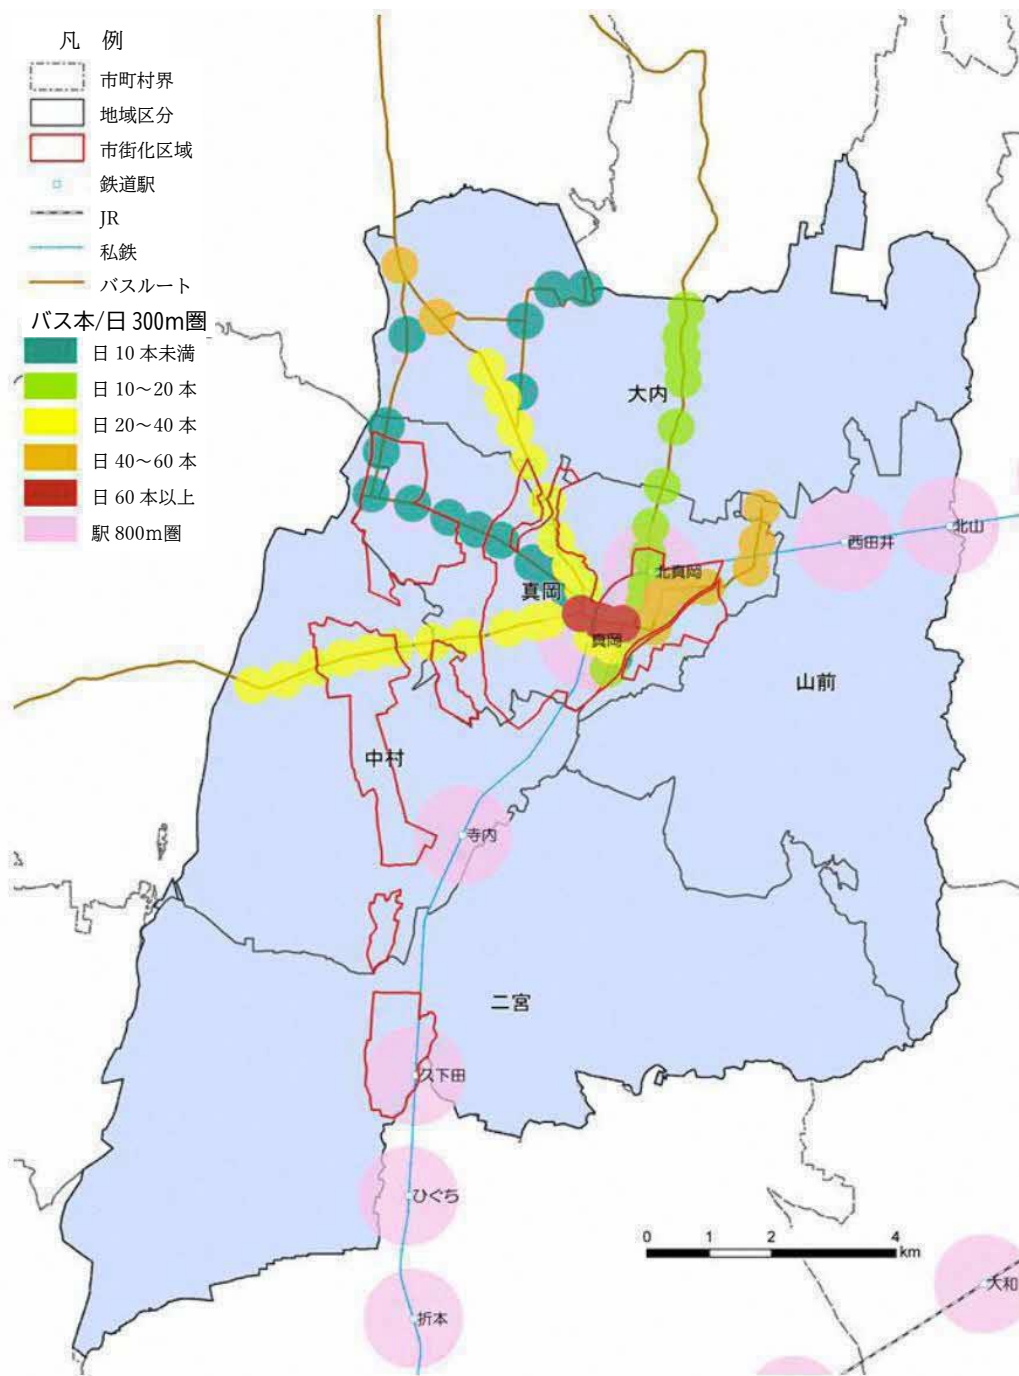 凡 例
市町村界
地域区分
市街化区域
鉄道駅
JR
私鉄
バスルート
バス本/日 300m圏
日 10 本未満
日 10～20 本
日 20～40 本
日 40～60 本
日 60 本以上
駅 800m圏
大内
北山
西田井
北真岡
真岡
真岡
山前
中村
寺内
二宮
久下田
ひぐち
0 1 2 4
km
大和
折本